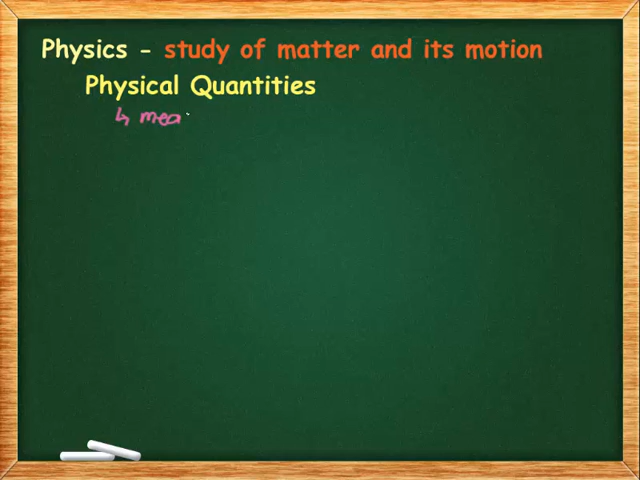 Physics - study of matter and its motion
Physical Quantities
↳ mea